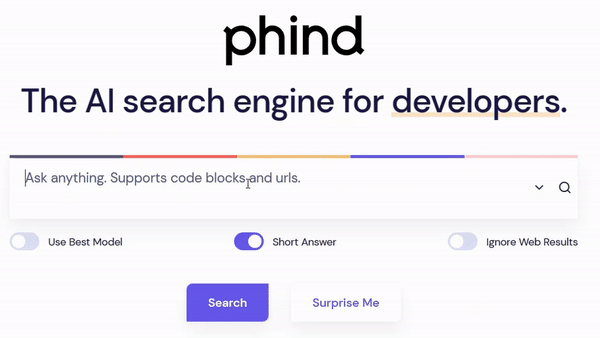 phind
The AI search engine for developers.
Ask anything. Supports code blocks and urls.
Use Best Model
Short Answer
Ignore Web Results
Search
Surprise Me